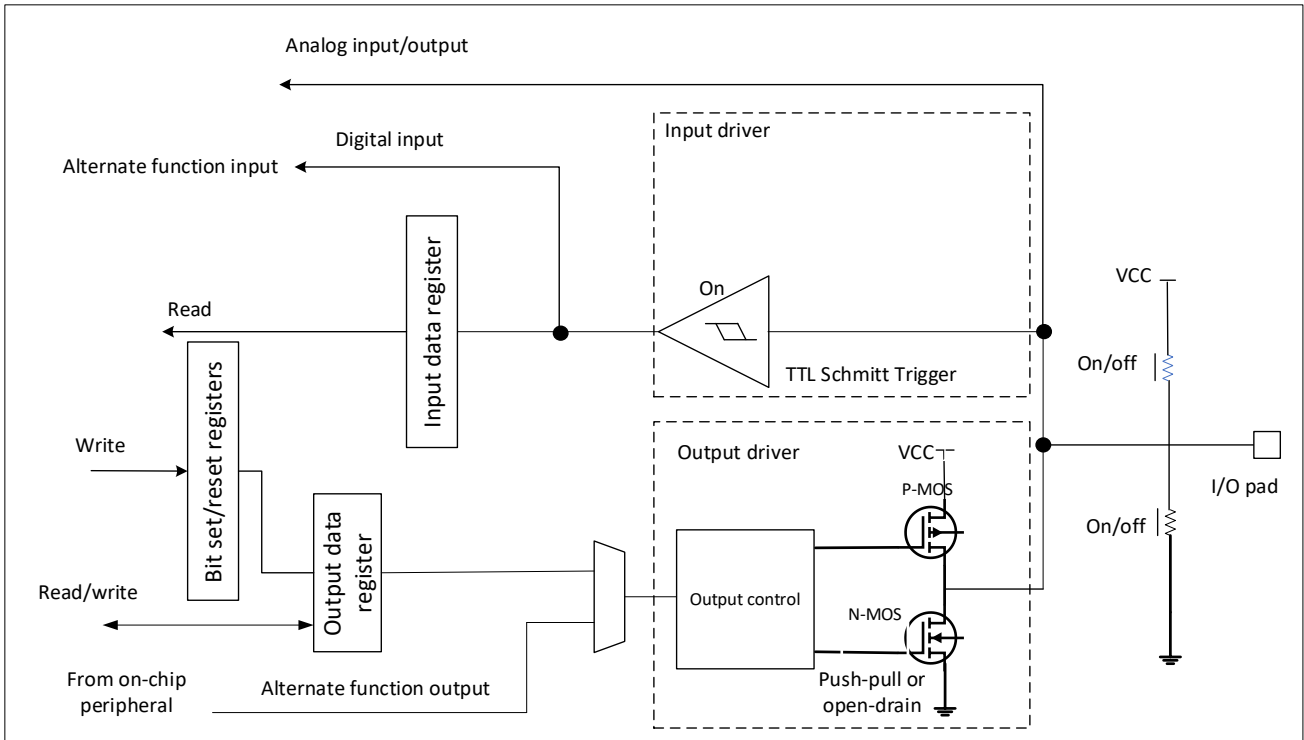 Analog input/output
Input driver
Digital input
Alternate function input
Input data register
On
VCC
Read
On/off
TTL Schmitt Trigger
Bit set/reset registers
Write
Output driver
VCC
P-MOS
I/O pad
On/off
Output data
register
Read/write
Output control
N-MOS
From on-chip
peripheral
Alternate function output
Push-pull or
open-drain